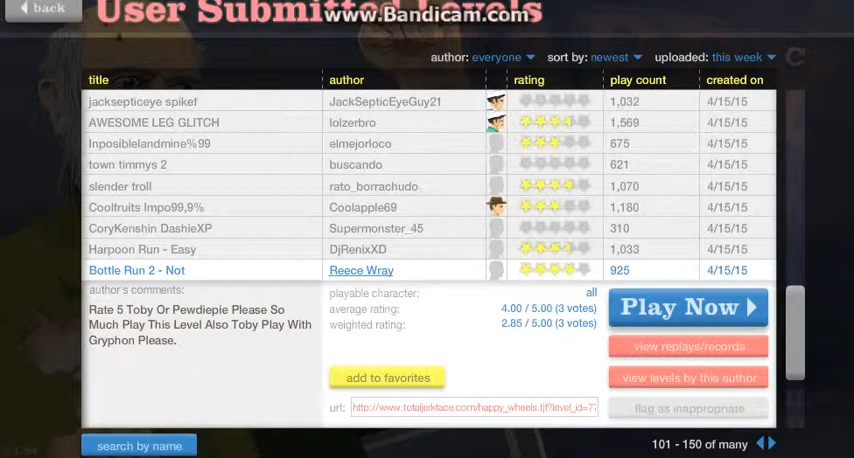 back
User Submitted Levels
www.Bandicam.com
author: everyone sort by: newest uploaded: this week
title author rating play count created on
jacksepticeye spikef JackSepticEyeGuy21 1,032 4/15/15
AWESOME LEG GLITCH lolzerbro 1,569 4/15/15
Inposiblelandmine%99 elmejorloco 675 4/15/15
town timmys 2 buscando 621 4/15/15
slender troll rato_borrachudo 1,070 4/15/15
Coolfruits Impo99,9% Coolapple69 1,180 4/15/15
CoryKenshin DashieXP Supermonster_45 310 4/15/15
Harpoon Run - Easy DjRenixXD 1,033 4/15/15
Bottle Run 2 - Not Reece Wray 925 4/15/15
author's comments:
Rate 5 Toby Or Pewdiepie Please So
Much Play This Level Also Toby Play With
Gryphon Please.
playable character: all
average rating: 4.00 / 5.00 (3 votes)
weighted rating: 2.85 / 5.00 (3 votes)
add to favorites
url: http://www.totaljerkface.com/happy_wheels.tjf?level_id=77
Play Now
view replays/records
view levels by this author
flag as inappropriate
search by name
101 - 150 of many